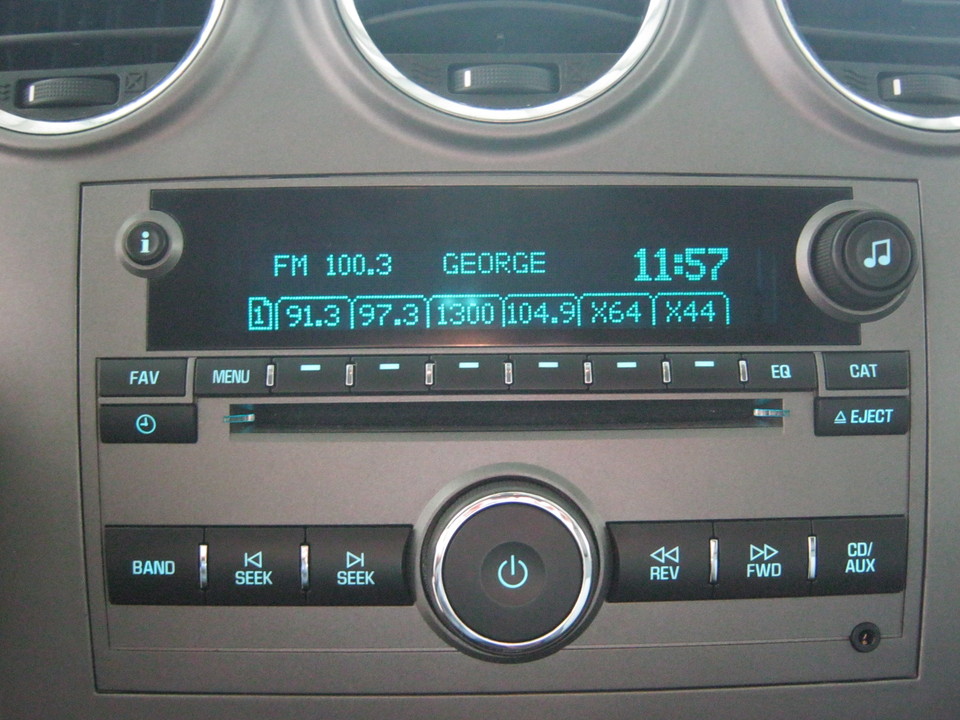 i
FM 100.3 GEORGE 11:57
1 91.3 97.3 1300 104.9 X64 X44
FAV MENU EQ CAT
EJECT
BAND SEEK SEEK REV FWD CD/
AUX